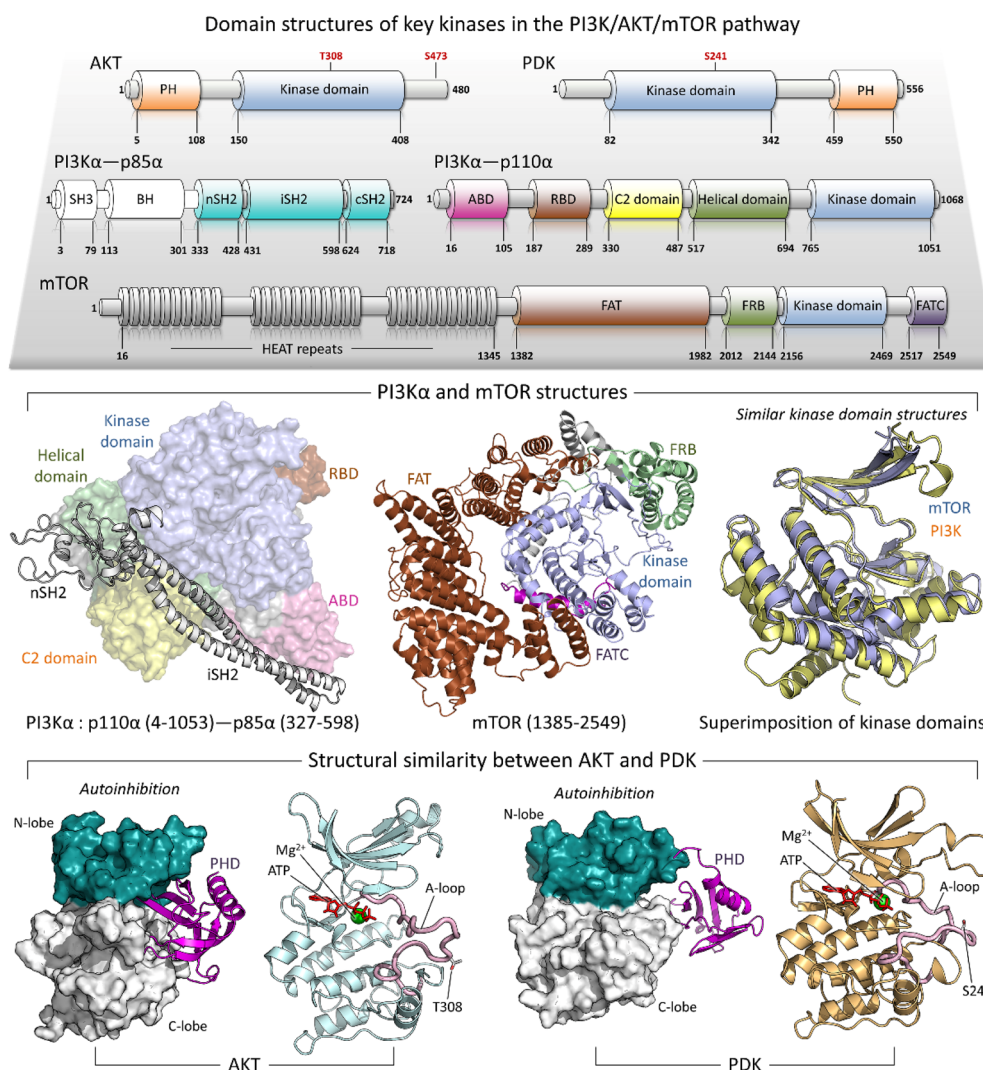 Domain structures of key kinases in the PI3K/AKT/mTOR pathway
AKT
T308
S473
1
PH
Kinase domain
480
5
108
150
408
PDK
S241
1
Kinase domain
PH
556
82
342
459
550
PI3Kα—p85α
1
SH3
BH
nSH2
iSH2
cSH2
724
3
79
113
301
333
428
431
598
624
718
PI3Kα—p110α
1
ABD
RBD
C2 domain
Helical domain
Kinase domain
1068
16
105
187
289
330
487
517
694
765
1051
mTOR
1
FAT
FRB
Kinase domain
FATC
16
HEAT repeats
1345
1382
1982
2012
2144
2156
2469
2517
2549
PI3Kα and mTOR structures
Kinase
domain
Helical
domain
RBD
nSH2
ABD
C2 domain
iSH2
PI3Kα : p110α (4-1053)—p85α (327-598)
FAT
FRB
Kinase
domain
FATC
mTOR (1385-2549)
Similar kinase domain structures
mTOR
PI3K
Superimposition of kinase domains
Structural similarity between AKT and PDK
Autoinhibition
N-lobe
PHD
C-lobe
Mg2+
ATP
A-loop
T308
AKT
Autoinhibition
N-lobe
PHD
C-lobe
Mg2+
ATP
A-loop
S24
PDK